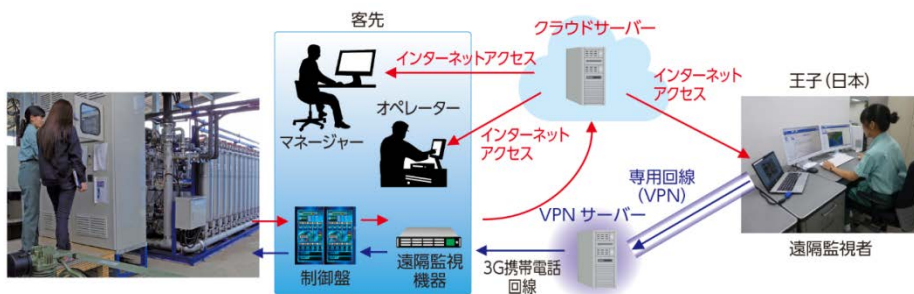 客先
クラウドサーバー
インターネットアクセス
インターネット
アクセス
王子（日本）
オペレーター
マネージャー
インターネット
アクセス
専用回線
（VPN）
VPN サーバー
制御盤
遠隔監視
機器
3G携帯電話
回線
遠隔監視者